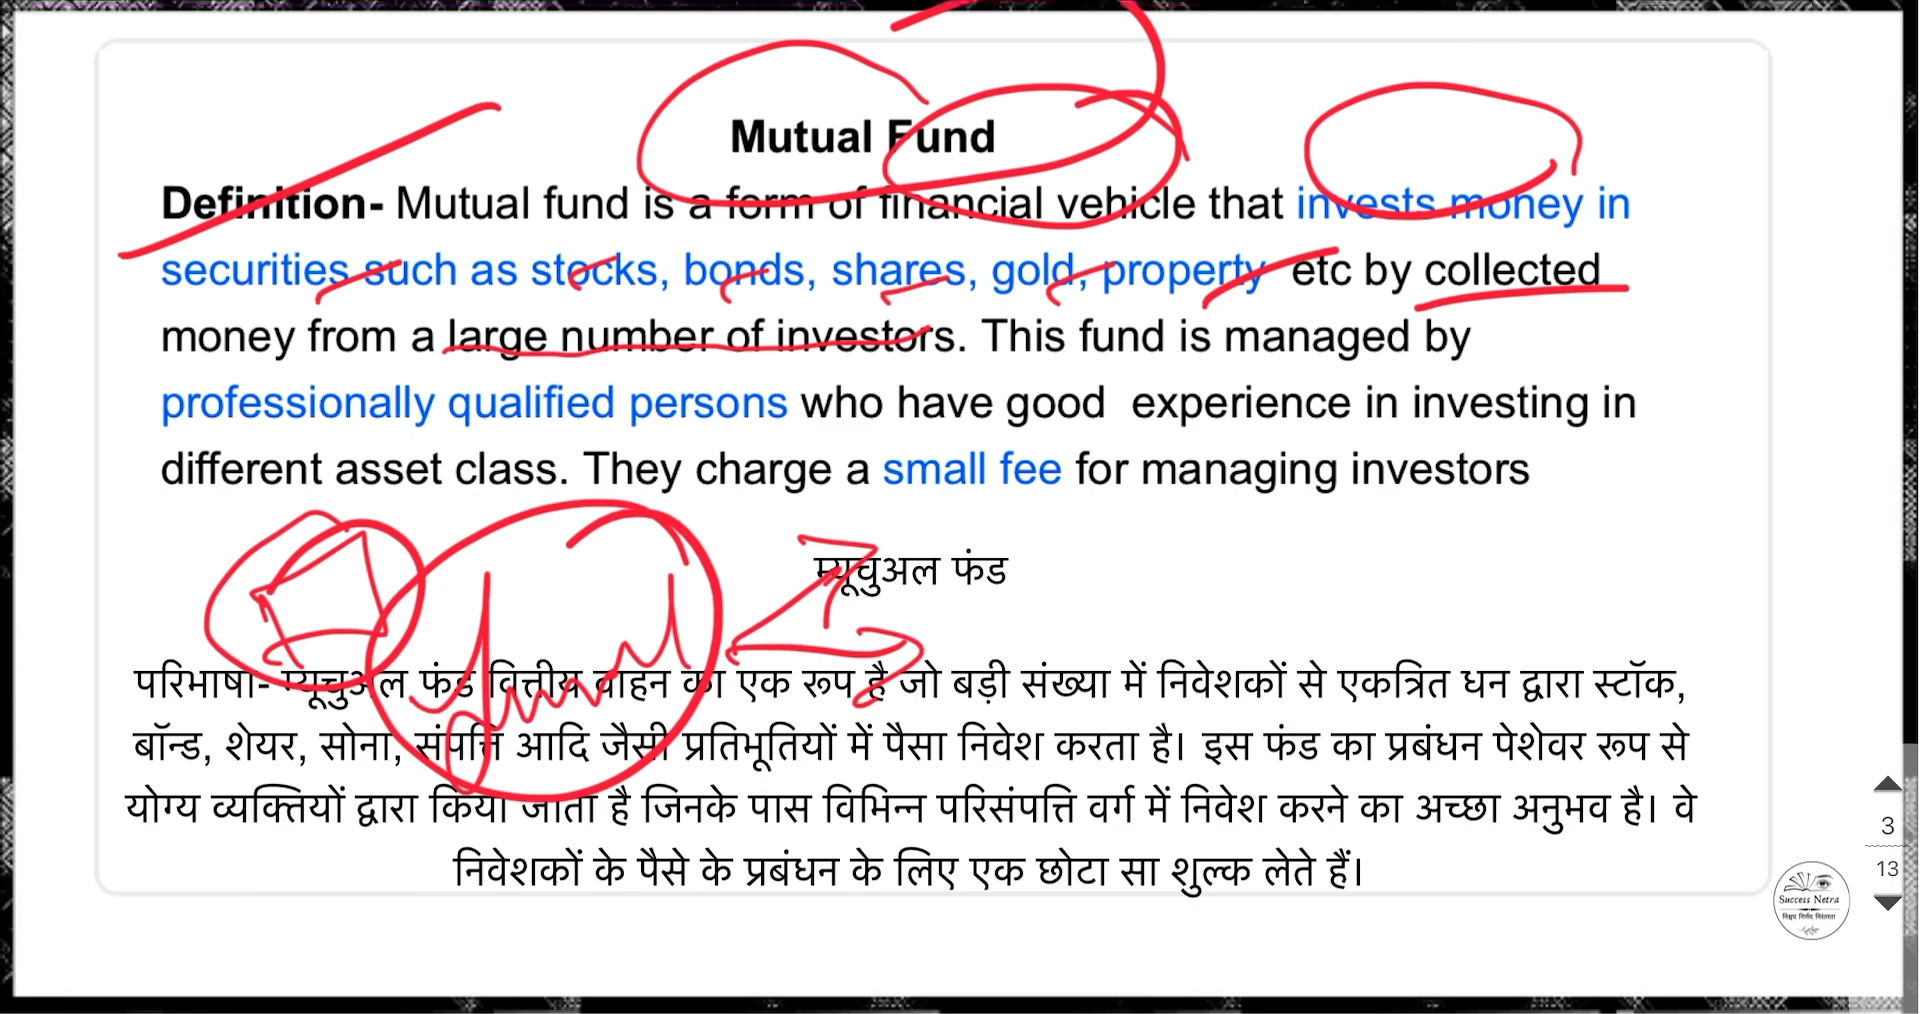 Mutual Fund
Definition- Mutual fund is a form of financial vehicle that invests money in
securities such as stocks, bonds, shares, gold, property etc by collected
money from a large number of investors. This fund is managed by
professionally qualified persons who have good experience in investing in
different asset class. They charge a small fee for managing investors
म्यूचुअल फंड
परिभाषा- म्यूचुअल फंड वित्तीय वाहन का एक रूप है जो बड़ी संख्या में निवेशकों से एकत्रित धन द्वारा स्टॉक,
बॉन्ड, शेयर, सोना, संपत्ति आदि जैसी प्रतिभूतियों में पैसा निवेश करता है। इस फंड का प्रबंधन पेशेवर रूप से
योग्य व्यक्तियों द्वारा किया जाता है जिनके पास विभिन्न परिसंपत्ति वर्ग में निवेश करने का अच्छा अनुभव है। वे
निवेशकों के पैसे के प्रबंधन के लिए एक छोटा सा शुल्क लेते हैं।
3
13
Success Netra